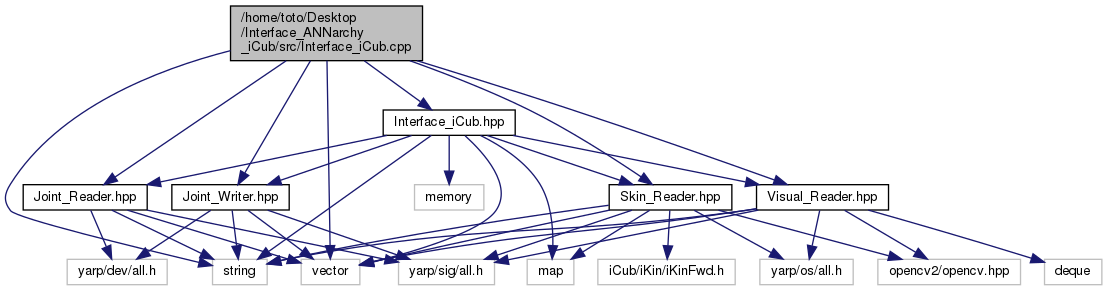 /home/toto/Desktop
/Interface_ANNarchy
_iCub/src/Interface_iCub.cpp
Interface_iCub.hpp
Joint_Reader.hpp
Joint_Writer.hpp
memory
Skin_Reader.hpp
Visual_Reader.hpp
yarp/dev/all.h
string
vector
yarp/sig/all.h
map
iCub/iKin/iKinFwd.h
yarp/os/all.h
opencv2/opencv.hpp
deque